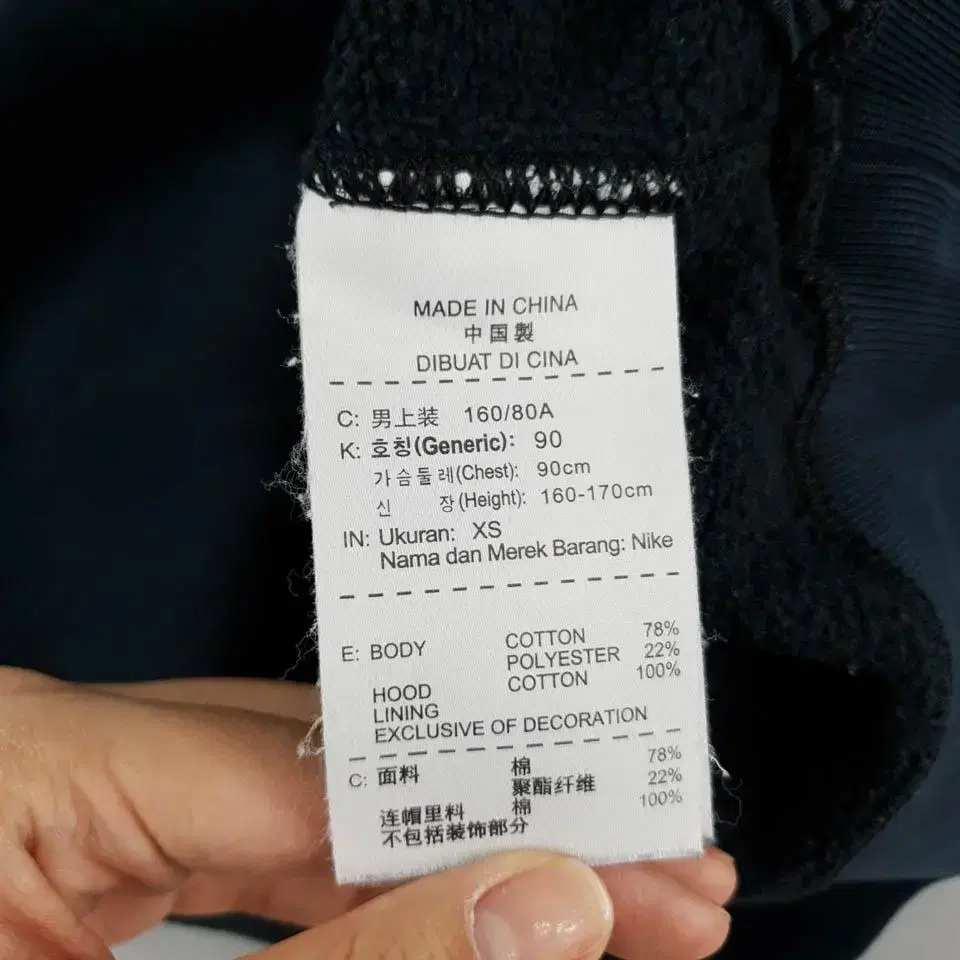 MADE IN CHINA
中国製
DIBUAT DI CINA
C: 男上装 160/80A
K: 호칭(Generic): 90
가슴둘레(Chest): 90cm
신 장(Height): 160-170cm
IN: Ukuran: XS
Nama dan Merek Barang: Nike
E: BODY COTTON 78%
POLYESTER 22%
HOOD COTTON 100%
LINING
EXCLUSIVE OF DECORATION
C: 面料 棉 78%
聚酯纤维 22%
连帽里料 棉 100%
不包括装饰部分